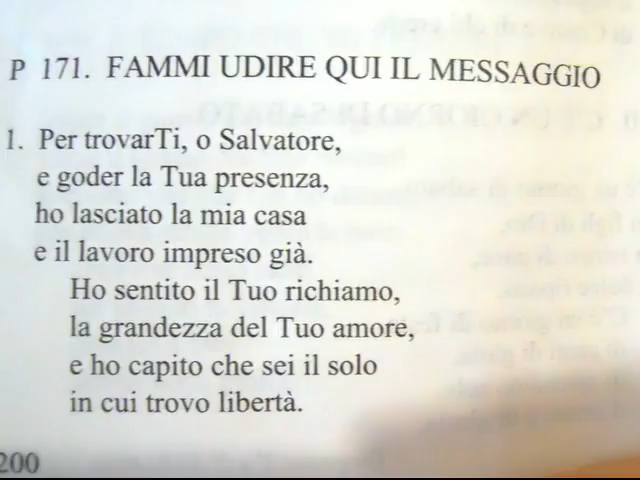 P 171. FAMMI UDIRE QUI IL MESSAGGIO
1. Per trovarTi, o Salvatore,
e goder la Tua presenza,
ho lasciato la mia casa
e il lavoro impreso già.
Ho sentito il Tuo richiamo,
la grandezza del Tuo amore,
e ho capito che sei il solo
in cui trovo libertà.
200